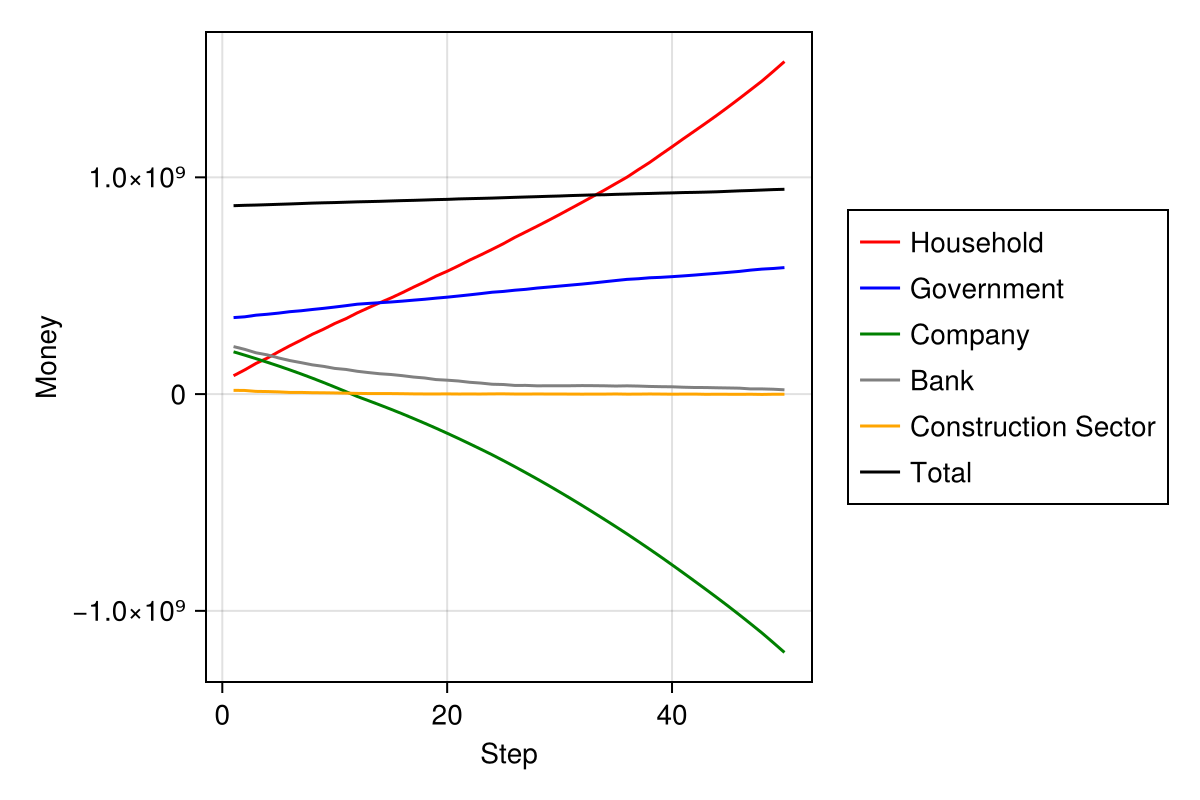 Money
1.0×10⁹
0
−1.0×10⁹
0 20 40
Step
Household
Government
Company
Bank
Construction Sector
Total